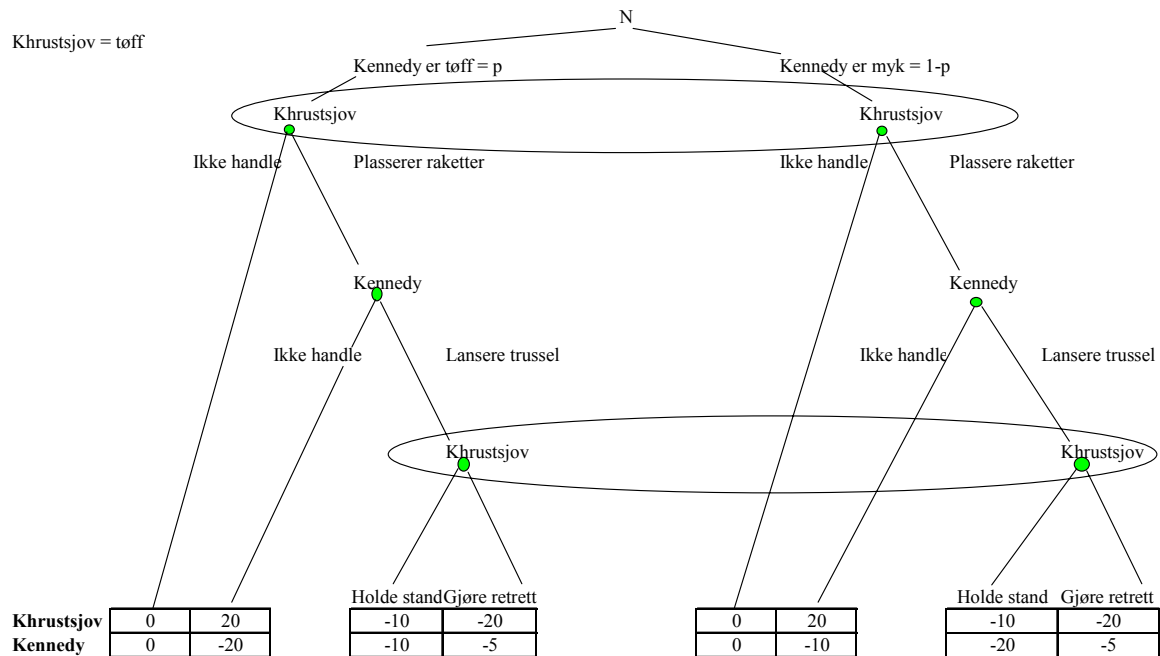 N
Khrustsjov = tøff
Kennedy er tøff = p
Kennedy er myk = 1-p
Khrustsjov
Khrustsjov
Ikke handle
Plasserer raketter
Ikke handle
Plassere raketter
Kennedy
Kennedy
Ikke handle
Lansere trussel
Ikke handle
Lansere trussel
Khrustsjov
Khrustsjov
Holde stand Gjøre retrett
Holde stand Gjøre retrett
Khrustsjov 0 20 -10 -20 0 20 -10 -20
Kennedy 0 -20 -10 -5 0 -10 -20 -5